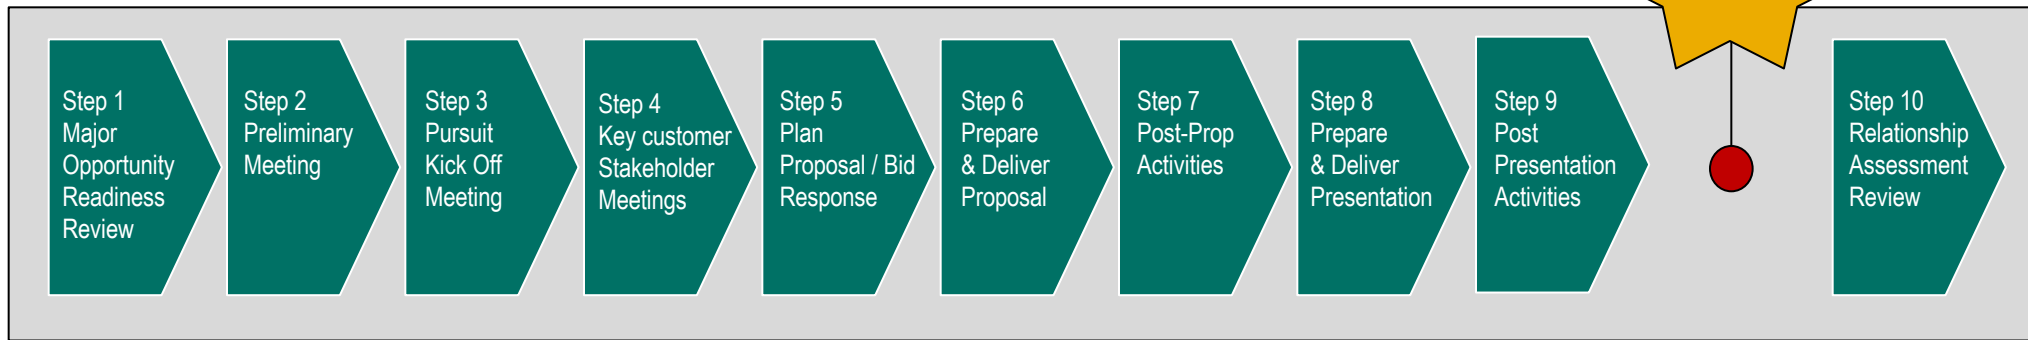 Step 1
Major
Opportunity
Readiness
Review
Step 2
Preliminary
Meeting
Step 3
Pursuit
Kick Off
Meeting
Step 4
Key customer
Stakeholder
Meetings
Step 5
Plan
Proposal / Bid
Response
Step 6
Prepare
& Deliver
Proposal
Step 7
Post-Prop
Activities
Step 8
Prepare
& Deliver
Presentation
Step 9
Post
Presentation
Activities
Step 10
Relationship
Assessment
Review